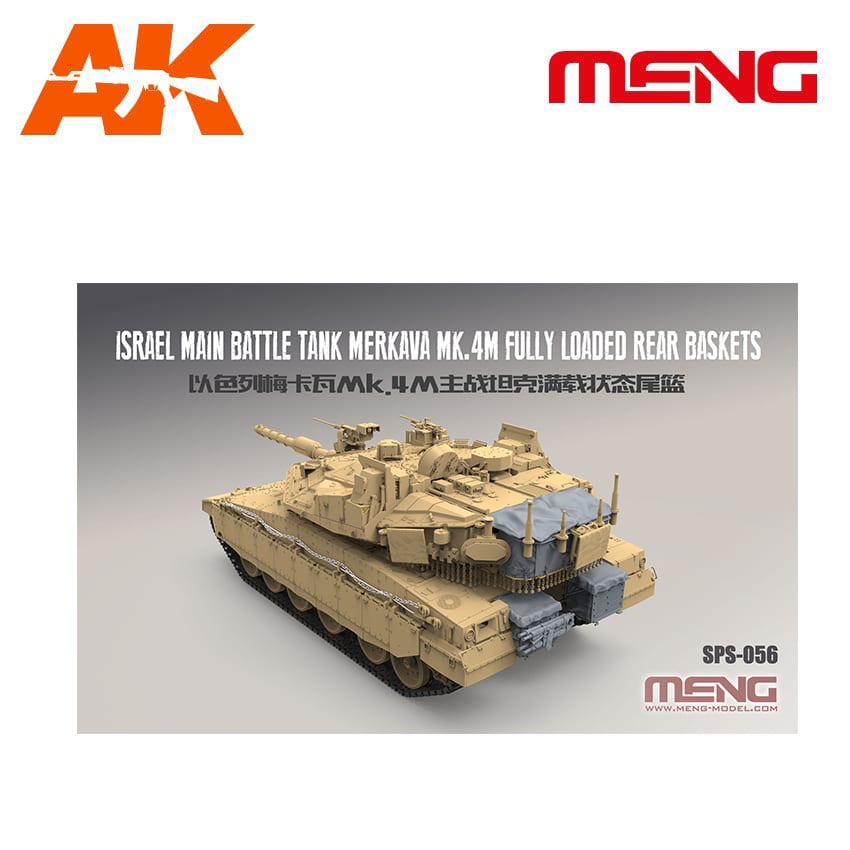 AK
MENG
ISRAEL MAIN BATTLE TANK MERKAVA MK.4M FULLY LOADED REAR BASKETS
以色列梅卡瓦Mk.4M主战坦克满载状态尾篮
SPS-056
MENG
WWW.MENG-MODEL.COM